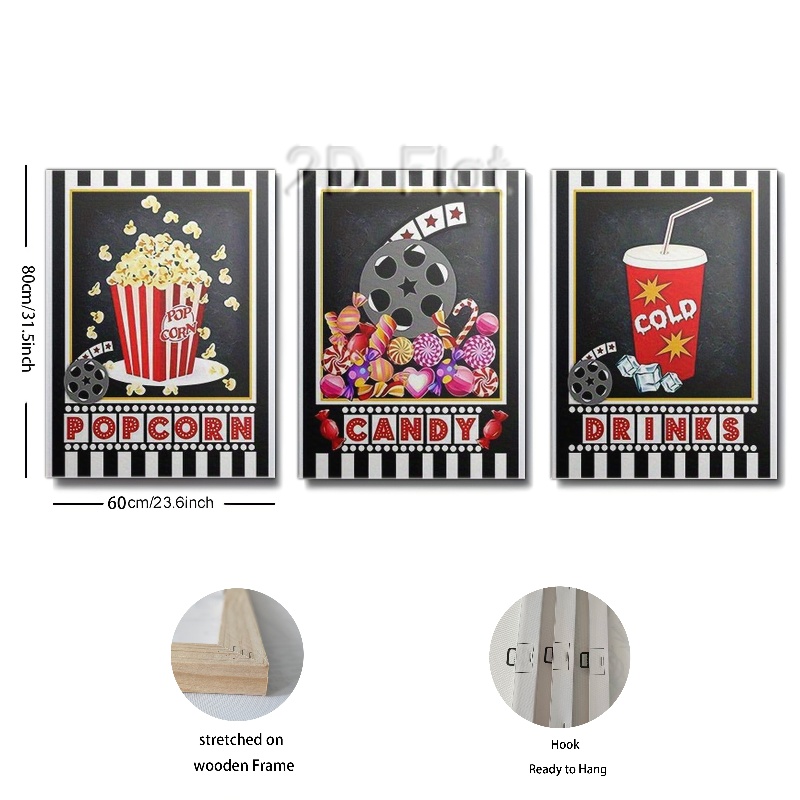 2D Flat
80cm/31.5inch
POP
CORN
COLD
POPCORN
CANDY
DRINKS
60cm/23.6inch
stretched on
wooden Frame
Hook
Ready to Hang